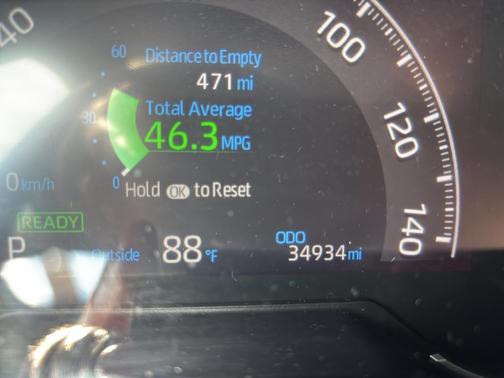 40
60
Distance to Empty
100
471 mi
30
Total Average
46.3 MPG
120
0 km/h
0
Hold OK to Reset
READY
P
Outside 88 °F
ODO
34934 mi
140